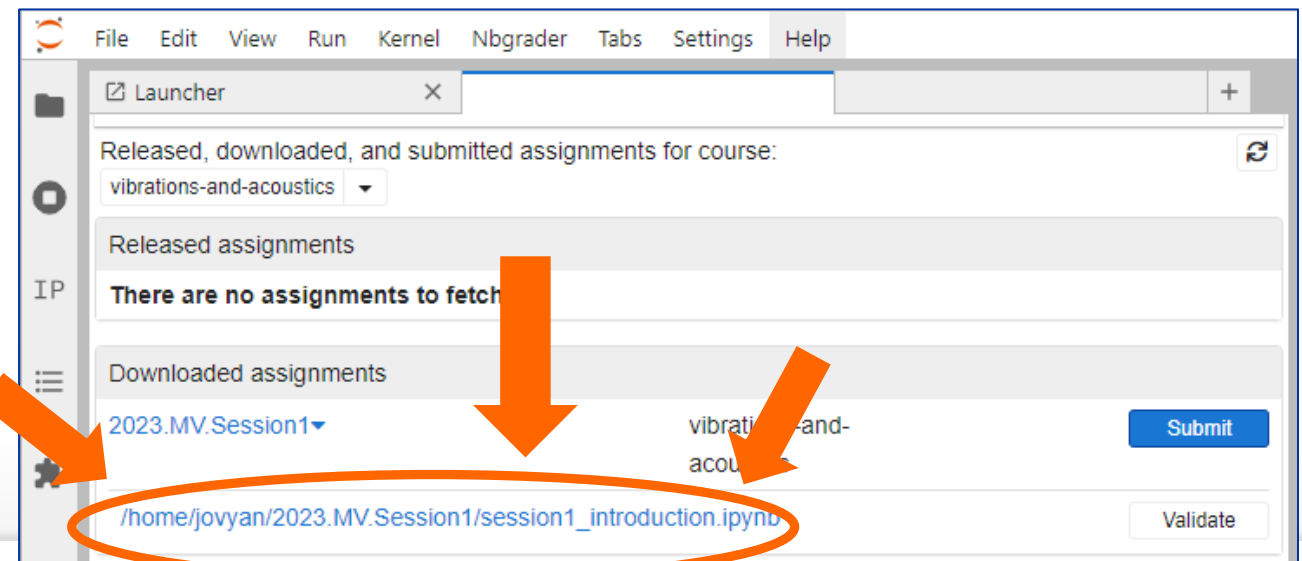 File Edit View Run Kernel Nbgrader Tabs Settings Help
Launcher
Released, downloaded, and submitted assignments for course:
vibrations-and-acoustics
Released assignments
IP
There are no assignments to fetch
Downloaded assignments
2023.MV.Session1 Submit
/home/jovyan/2023.MV.Session1/session1_introduction.ipynb Validate